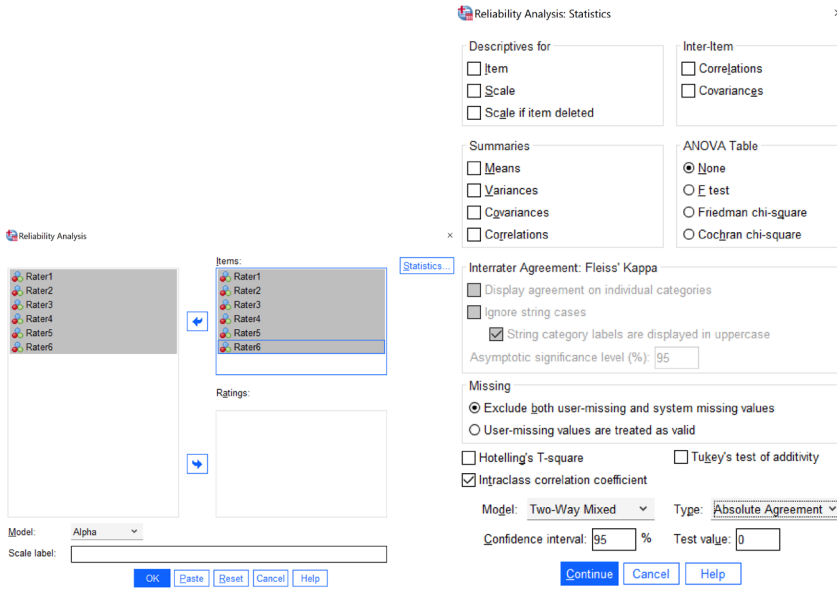 Reliability Analysis
Rater1
Rater2
Rater3
Rater4
Rater5
Rater6
Items:
Rater1
Rater2
Rater3
Rater4
Rater5
Rater6
Statistics...
Ratings:
Model: Alpha
Scale label:
OK Paste Reset Cancel Help
Reliability Analysis: Statistics
Descriptives for
Item
Scale
Scale if item deleted
Inter-Item
Correlations
Covariances
Summaries
Means
Variances
Covariances
Correlations
ANOVA Table
None
F test
Friedman chi-square
Cochran chi-square
Interrater Agreement: Fleiss' Kappa
Display agreement on individual categories
Ignore string cases
String category labels are displayed in uppercase
Asymptotic significance level (%): 95
Missing
Exclude both user-missing and system missing values
User-missing values are treated as valid
Hotelling's T-square Tukey's test of additivity
Intraclass correlation coefficient
Model: Two-Way Mixed Type: Absolute Agreement
Confidence interval: 95 % Test value: 0
Continue Cancel Help